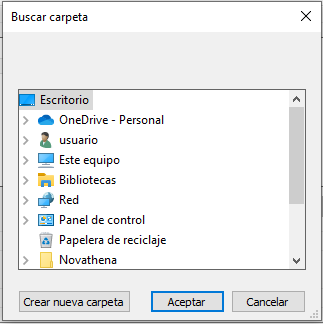 Buscar carpeta
Escritorio
OneDrive - Personal
usuario
Este equipo
Bibliotecas
Red
Panel de control
Papelera de reciclaje
Novathena
Crear nueva carpeta
Aceptar
Cancelar